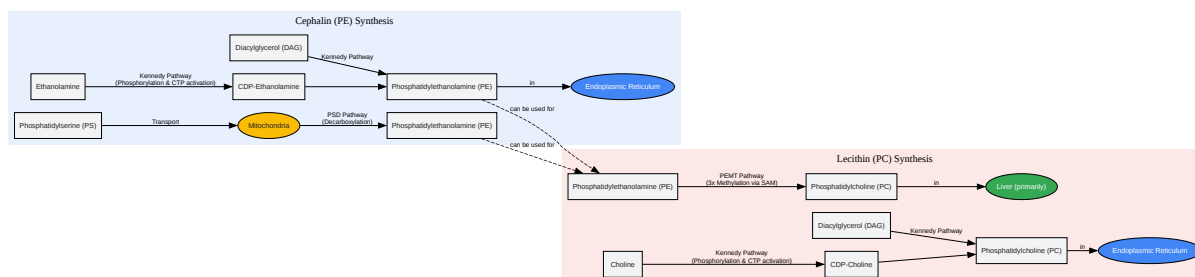 Cephalin (PE) Synthesis
Diacylglycerol (DAG)
Kennedy Pathway
Ethanolamine
Kennedy Pathway
(Phosphorylation & CTP activation)
CDP-Ethanolamine
Phosphatidylethanolamine (PE)
in
Endoplasmic Reticulum
can be used for
Phosphatidylserine (PS)
Transport
Mitochondria
PSD Pathway
(Decarboxylation)
Phosphatidylethanolamine (PE)
can be used for
Lecithin (PC) Synthesis
Phosphatidylethanolamine (PE)
PEMT Pathway
(3x Methylation via SAM)
Phosphatidylcholine (PC)
in
Liver (primarily)
Diacylglycerol (DAG)
Kennedy Pathway
Choline
Kennedy Pathway
(Phosphorylation & CTP activation)
CDP-Choline
Phosphatidylcholine (PC)
in
Endoplasmic Reticulum